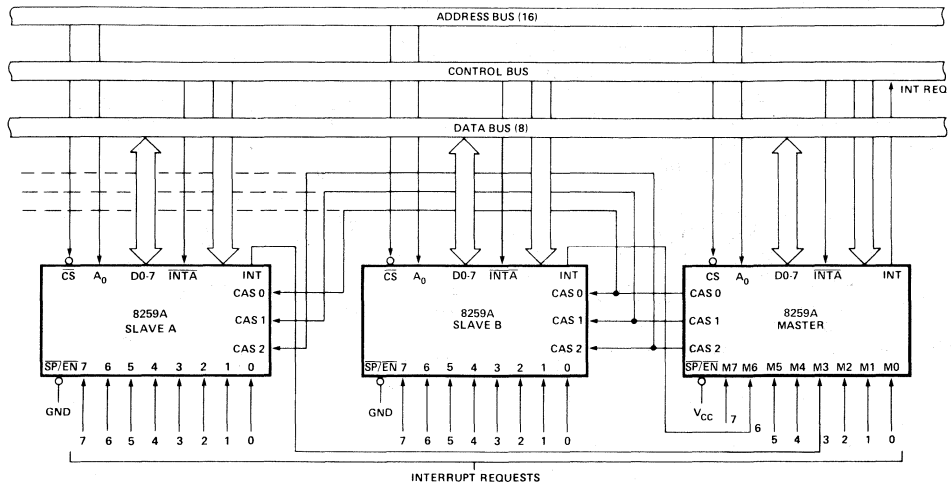 ADDRESS BUS (16)
CONTROL BUS
INT REQ
DATA BUS (8)
CS A0 D0-7 INTA INT
CAS 0
8259A
SLAVE A
CAS 1
CAS 2
SP/EN 7 6 5 4 3 2 1 0
GND
7 6 5 4 3 2 1 0
CS A0 D0-7 INTA INT
CAS 0
8259A
SLAVE B
CAS 1
CAS 2
SP/EN 7 6 5 4 3 2 1 0
GND
7 6 5 4 3 2 1 0
CS A0 D0-7 INTA INT
CAS 0
8259A
MASTER
CAS 1
CAS 2
SP/EN M7 M6 M5 M4 M3 M2 M1 M0
VCC
7 6 5 4 3 2 1 0
INTERRUPT REQUESTS